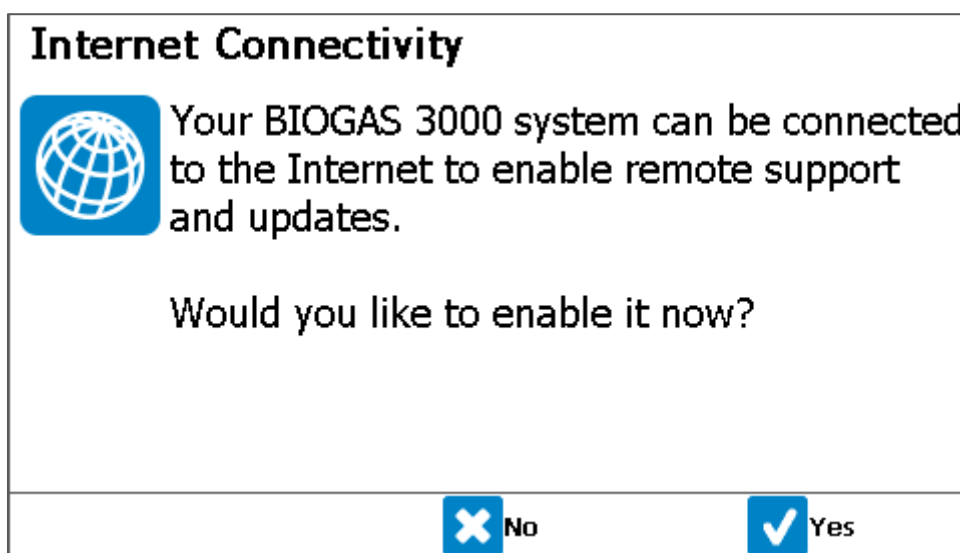 Internet Connectivity
Your BIOGAS 3000 system can be connected
to the Internet to enable remote support
and updates.
Would you like to enable it now?
No
Yes